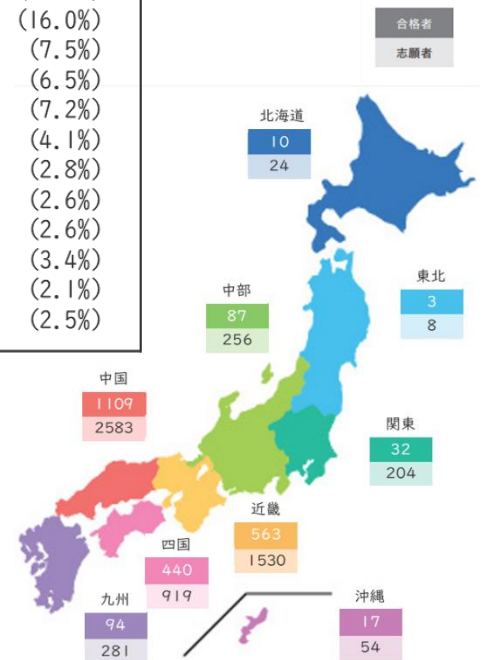 (16.0%)
(7.5%)
(6.5%)
(7.2%)
(4.1%)
(2.8%)
(2.6%)
(2.6%)
(3.4%)
(2.1%)
(2.5%)
合格者
志願者
北海道
10
24
東北
3
8
中部
87
256
中国
1109
2583
関東
32
204
近畿
563
1530
四国
440
919
九州
94
281
沖縄
17
54